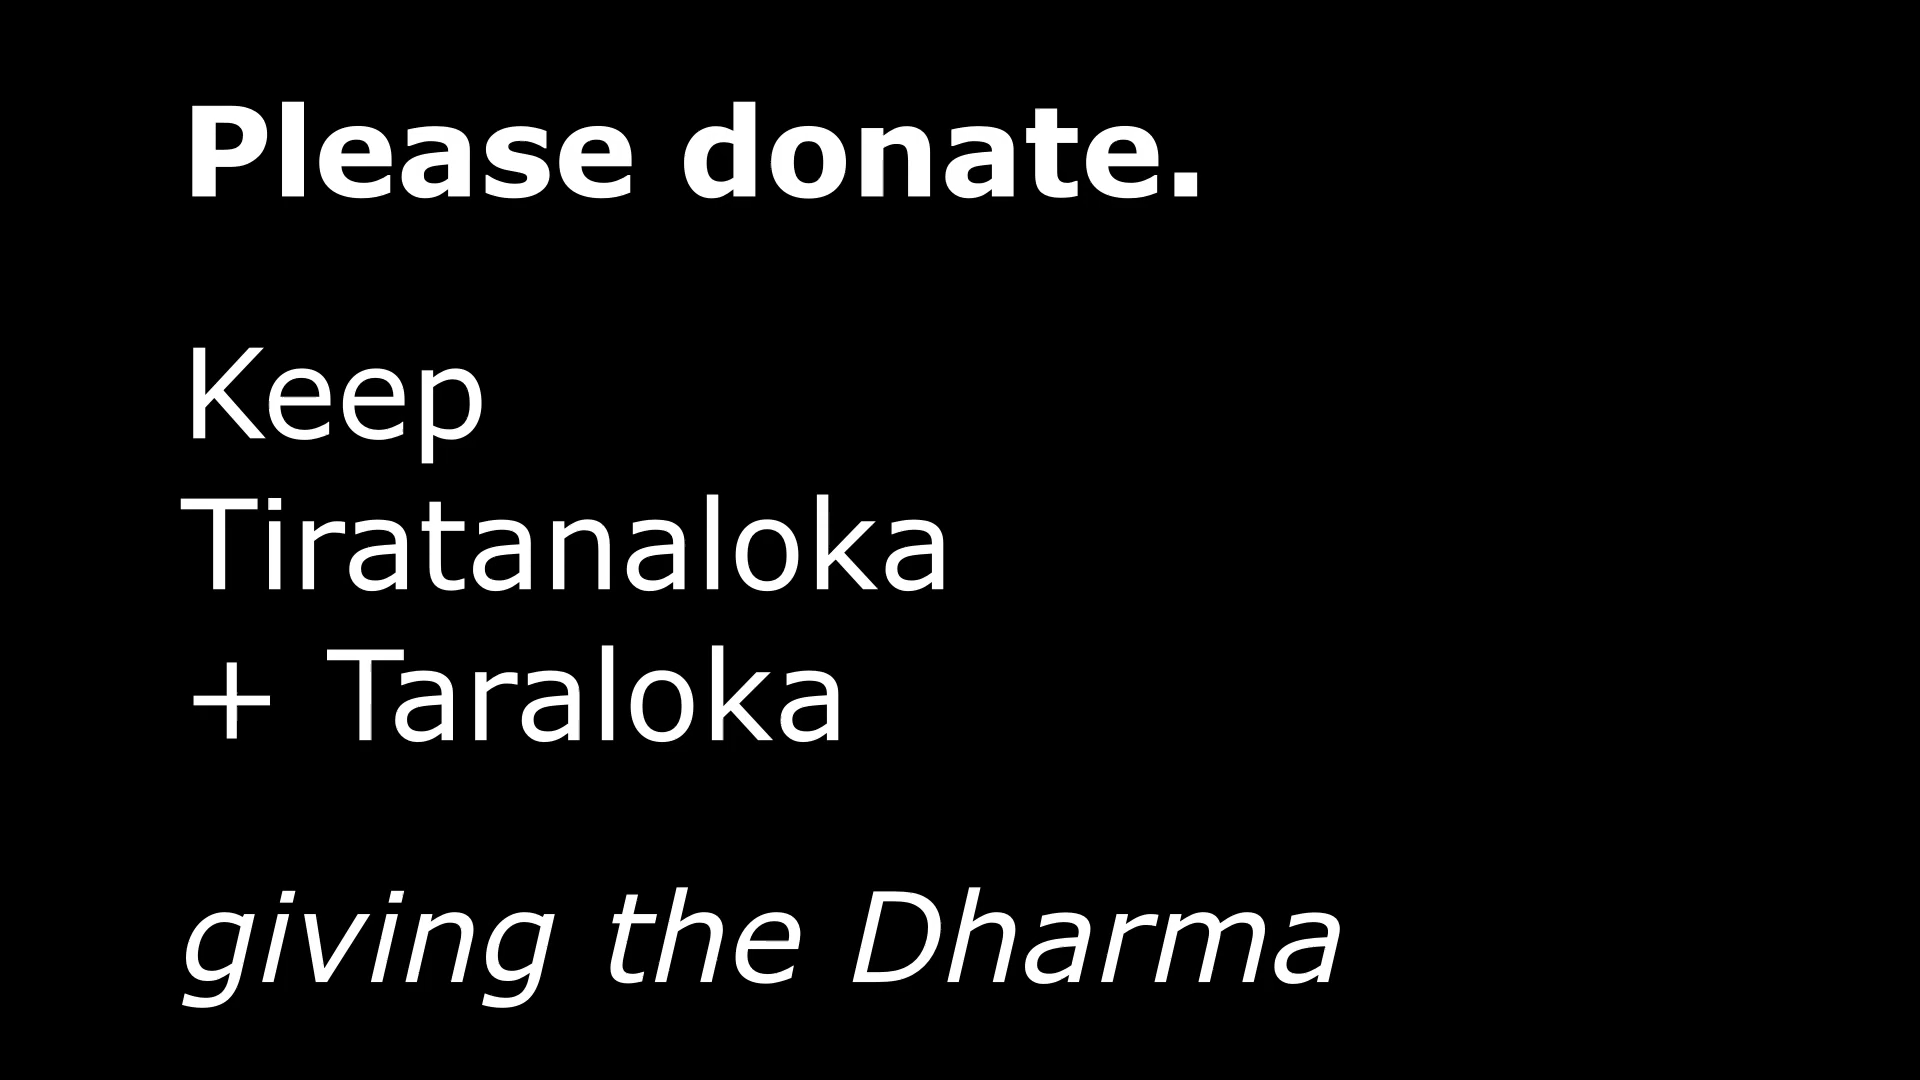 Please donate.
Keep
Tiratanaloka
+ Taraloka
giving the Dharma